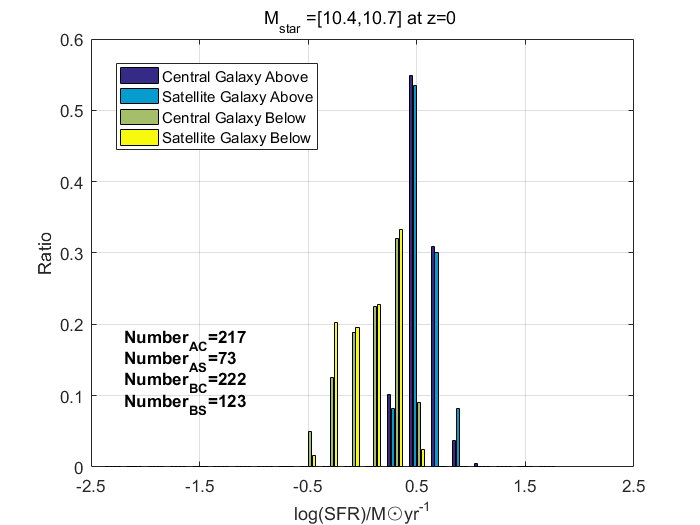 M_star =[10.4,10.7] at z=0
0.6
0.5
0.4
0.3
0.2
0.1
0
Ratio
Central Galaxy Above
Satellite Galaxy Above
Central Galaxy Below
Satellite Galaxy Below
Number_AC=217
Number_AS=73
Number_BC=222
Number_BS=123
-2.5 -1.5 -0.5 0.5 1.5 2.5
log(SFR)/M☉yr^-1